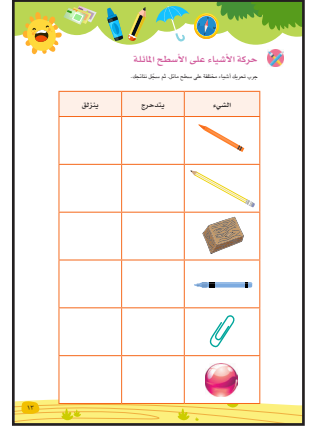 حركة الأشياء على الأسطح المائلة
جرب تحريك أشياء مختلفة على سطح مائل، ثم سجل نتائجك.
الشيء يتدحرج ينزلق
١٣